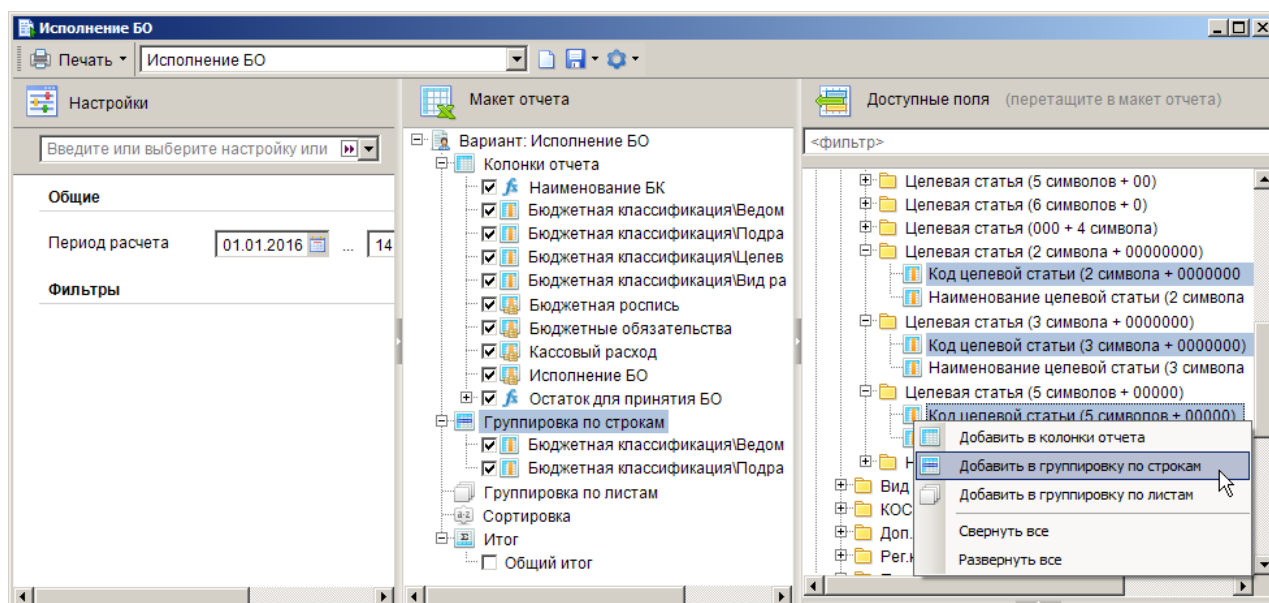 Исполнение БО
Печать
Исполнение БО
Настройки
Введите или выберите настройку или
Общие
Период расчета
01.01.2016
...
14
Фильтры
Макет отчета
Вариант: Исполнение БО
Колонки отчета
Наименование БК
Бюджетная классификация\Ведом
Бюджетная классификация\Подра
Бюджетная классификация\Целев
Бюджетная классификация\Вид ра
Бюджетная роспись
Бюджетные обязательства
Кассовый расход
Исполнение БО
Остаток для принятия БО
Группировка по строкам
Бюджетная классификация\Ведом
Бюджетная классификация\Подра
Группировка по листам
Сортировка
Итог
Общий итог
Доступные поля (перетащите в макет отчета)
<фильтр>
Целевая статья (5 символов + 00)
Целевая статья (6 символов + 0)
Целевая статья (000 + 4 символа)
Целевая статья (2 символа + 00000000)
Код целевой статьи (2 символа + 0000000
Наименование целевой статьи (2 символа
Целевая статья (3 символа + 0000000)
Код целевой статьи (3 символа + 0000000)
Наименование целевой статьи (3 символа
Целевая статья (5 символов + 00000)
Код целевой статьи (5 символов + 00000)
Н
Вид
КОС
Доп.
Рег.к
Добавить в колонки отчета
Добавить в группировку по строкам
Добавить в группировку по листам
Свернуть все
Развернуть все